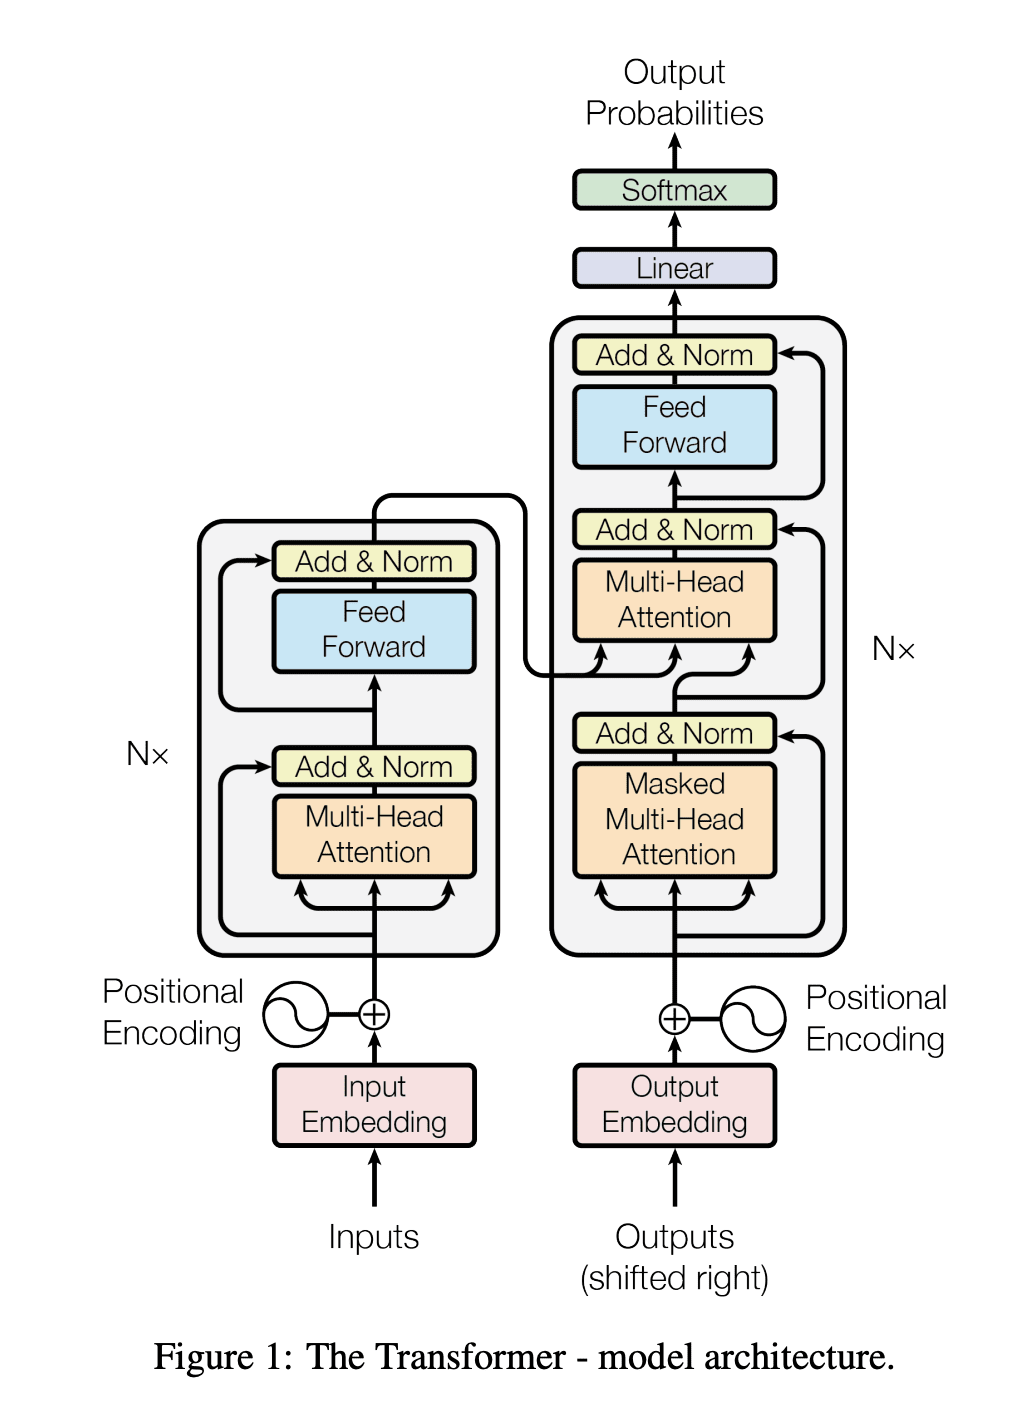 Output
Probabilities
Softmax
Linear
Add & Norm
Feed
Forward
Add & Norm
Multi-Head
Attention
Add & Norm
Masked
Multi-Head
Attention
N×
Add & Norm
Feed
Forward
Add & Norm
Multi-Head
Attention
N×
Positional
Encoding
Positional
Encoding
Input
Embedding
Output
Embedding
Inputs
Outputs
(shifted right)
Figure 1: The Transformer - model architecture.